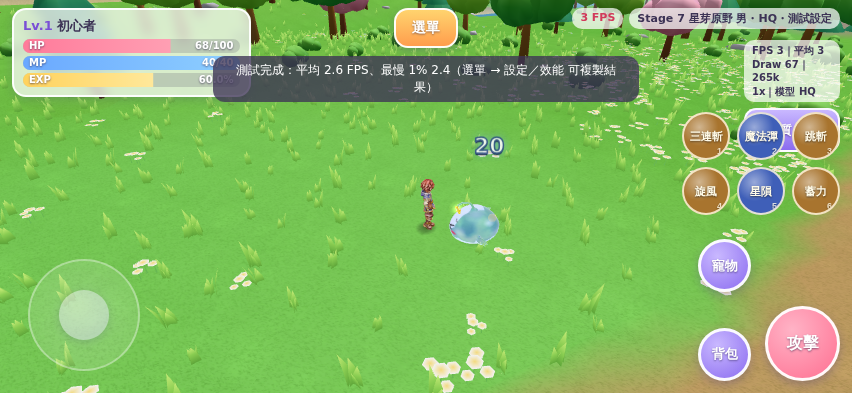 Lv.1 初心者
HP 68/100
MP 40/40
EXP 60
選單
3 FPS
Stage 7 星芽原野 男・HQ・測試設定
FPS 3｜平均 3
Draw 67｜
265k
1x｜模型 HQ
測試完成：平均 2.6 FPS、最慢 1% 2.4（選單 → 設定／效能 可複製結
果）
20
三連斬 1
魔法彈 2
跳斬 3
旋風 4
星隕 5
蓄力 6
寵物
背包
攻擊